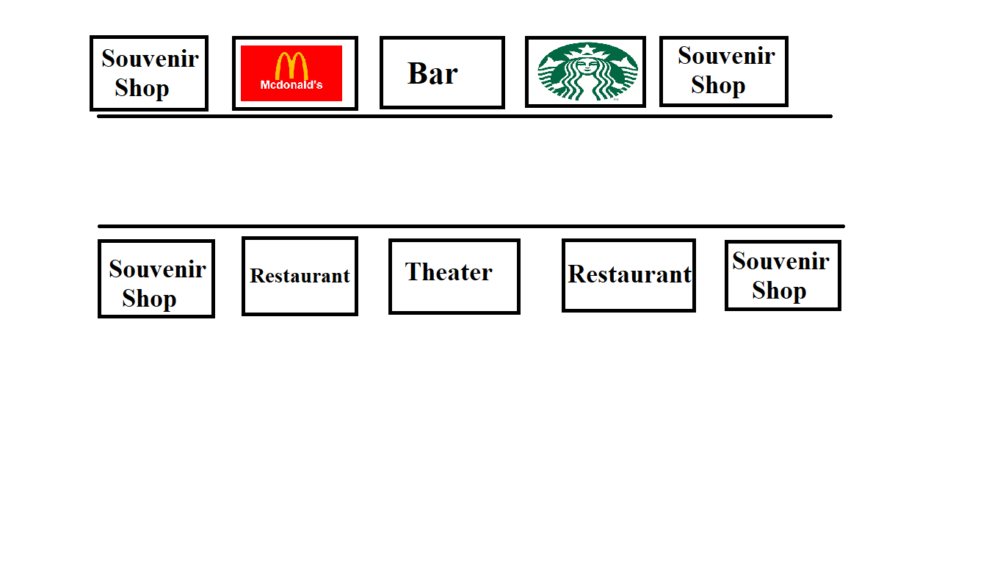 Souvenir
Shop
Mcdonald's
Bar
Souvenir
Shop
Souvenir
Shop
Restaurant
Theater
Restaurant
Souvenir
Shop